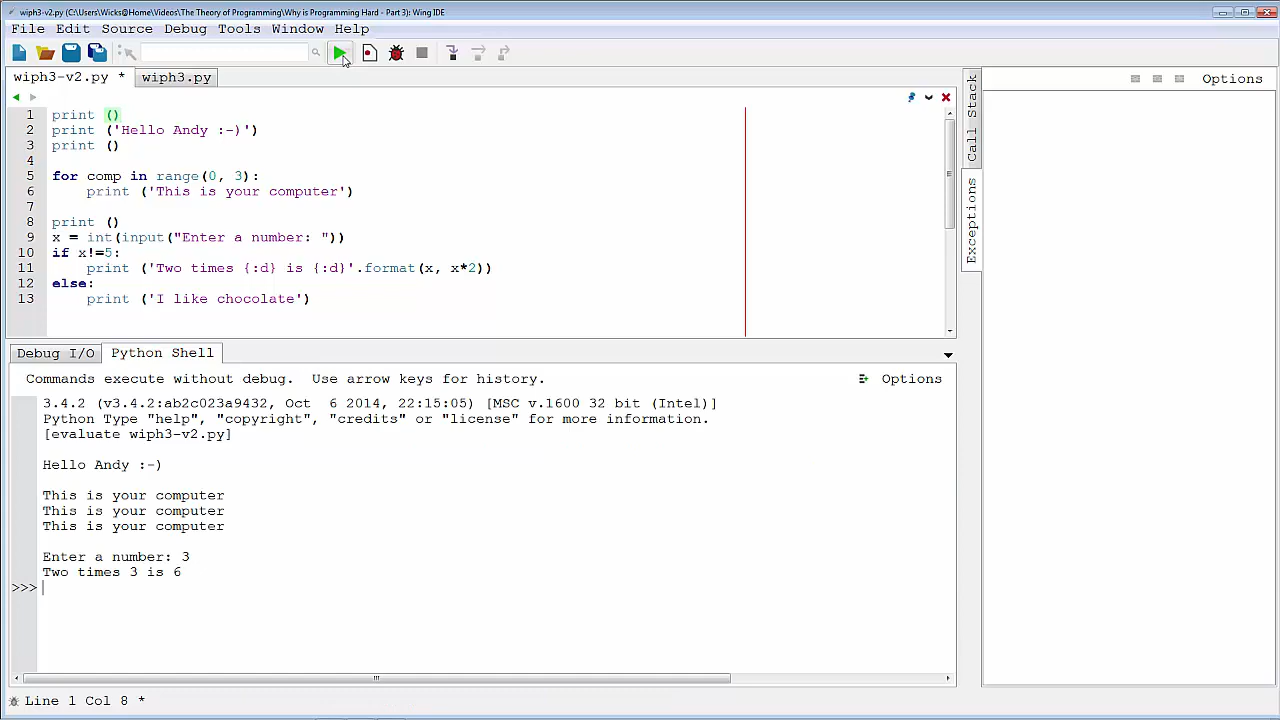 wiph3-v2.py (C:\Users\Wicks@Home\Videos\The Theory of Programming\Why is Programming Hard - Part 3): Wing IDE
File Edit Source Debug Tools Window Help
wiph3-v2.py * wiph3.py
Options
1 print ()
2 print ('Hello Andy :-)')
3 print ()
4
5 for comp in range(0, 3):
6 print ('This is your computer')
7
8 print ()
9 x = int(input("Enter a number: "))
10 if x!=5:
11 print ('Two times {:d} is {:d}'.format(x, x*2))
12 else:
13 print ('I like chocolate')
Call Stack
Exceptions
Debug I/O Python Shell
Commands execute without debug. Use arrow keys for history.
Options
3.4.2 (v3.4.2:ab2c023a9432, Oct 6 2014, 22:15:05) [MSC v.1600 32 bit (Intel)]
Python Type "help", "copyright", "credits" or "license" for more information.
[evaluate wiph3-v2.py]
Hello Andy :-)
This is your computer
This is your computer
This is your computer
Enter a number: 3
Two times 3 is 6
>>>
Line 1 Col 8 *